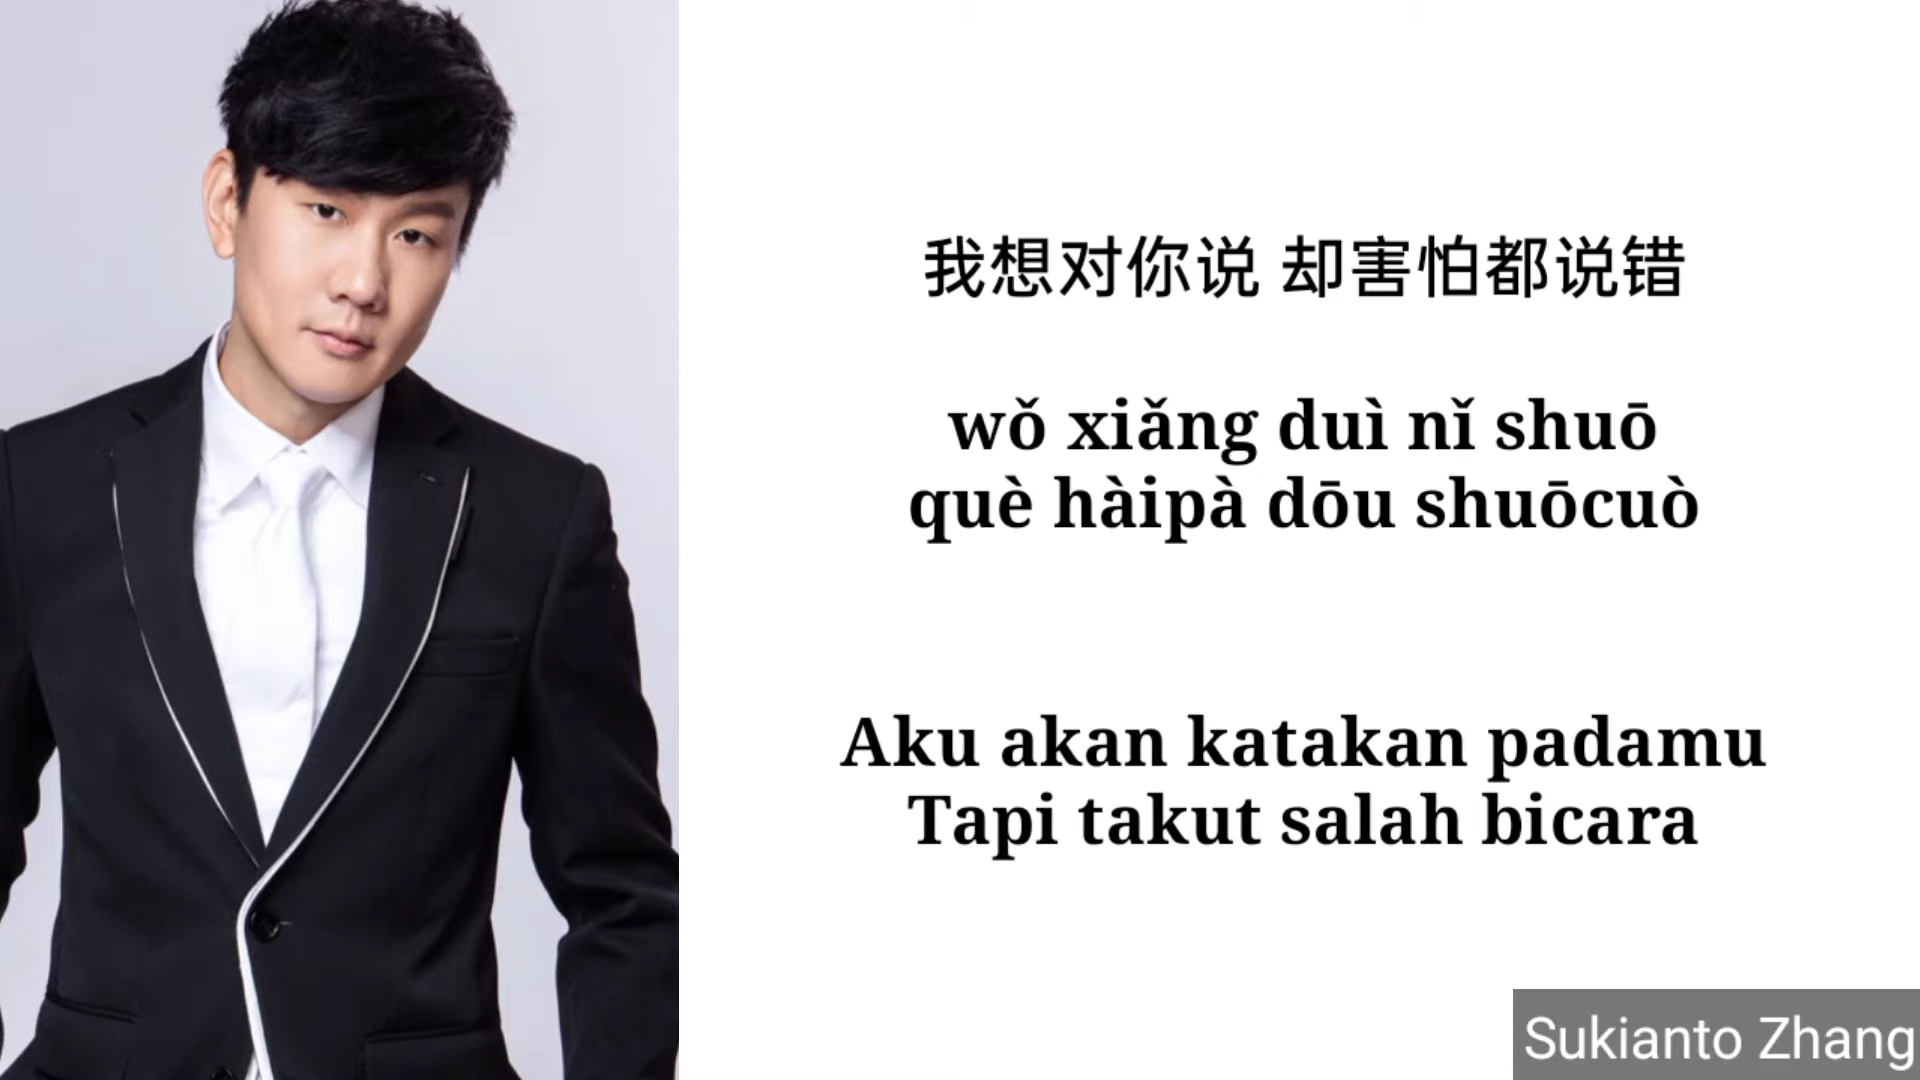 我想对你说 却害怕都说错
wǒ xiǎng duì nǐ shuō
què hàipà dōu shuōcuò
Aku akan katakan padamu
Tapi takut salah bicara
Sukianto Zhang